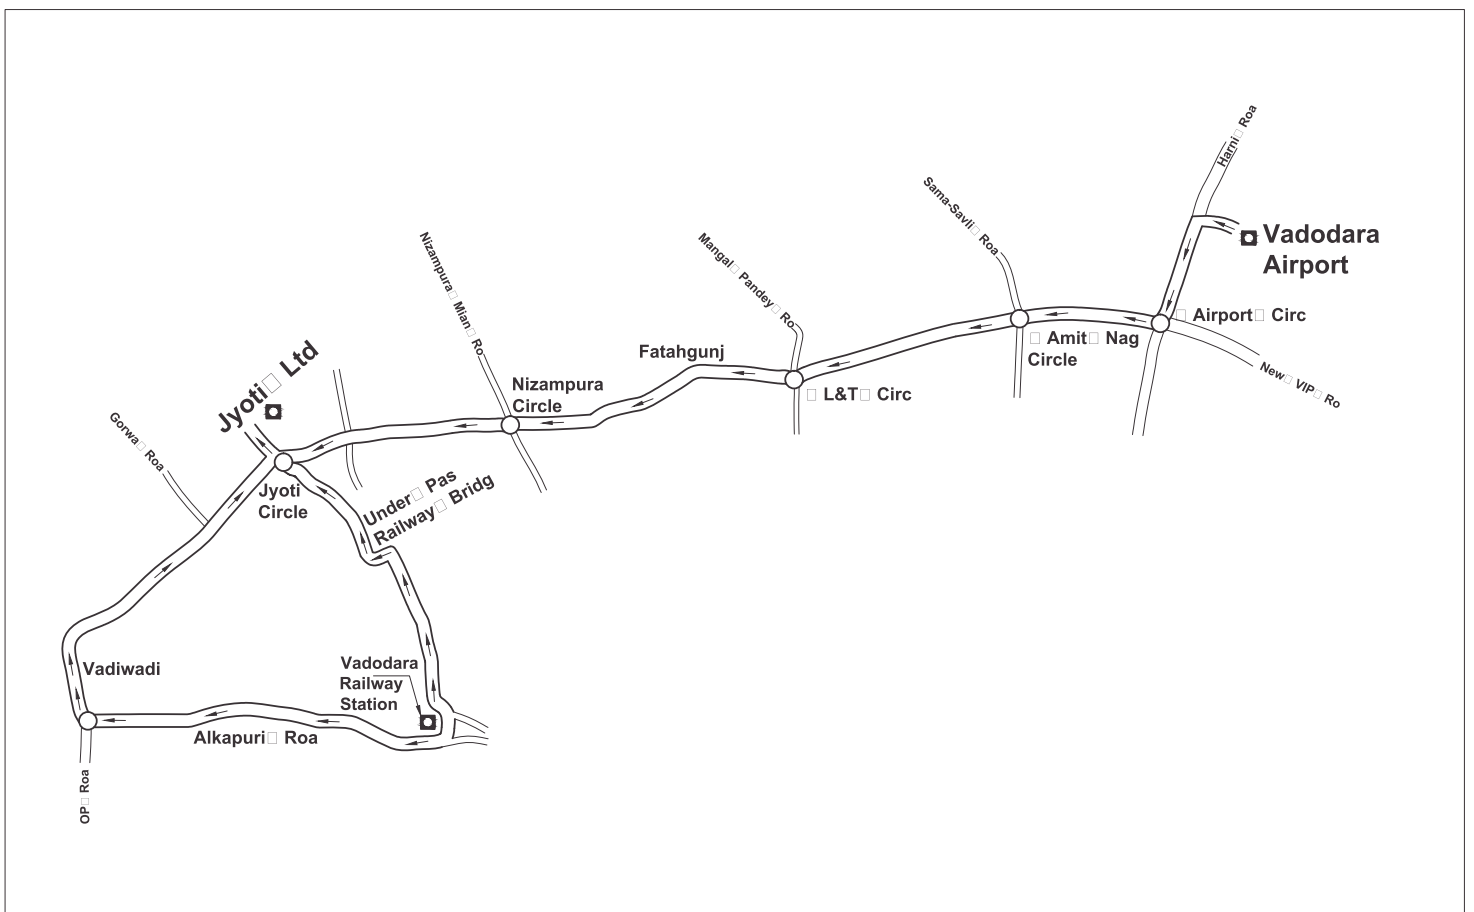 Harni□ Roa
Vadodara
Airport
Sama-Savli□ Roa
□ Airport□ Circ
□ Amit□ Nag
Circle
New□ VIP□ Ro
Mangal□ Pandey□ Ro
□ L&T□ Circ
Fatahgunj
Nizampura□ Mian□ Ro
Nizampura
Circle
Jyoti□ Ltd
Gorwa□ Roa
Jyoti
Circle
Under□ Pas
Railway□ Bridg
Vadiwadi
Vadodara
Railway
Station
Alkapuri□ Roa
OP□ Roa